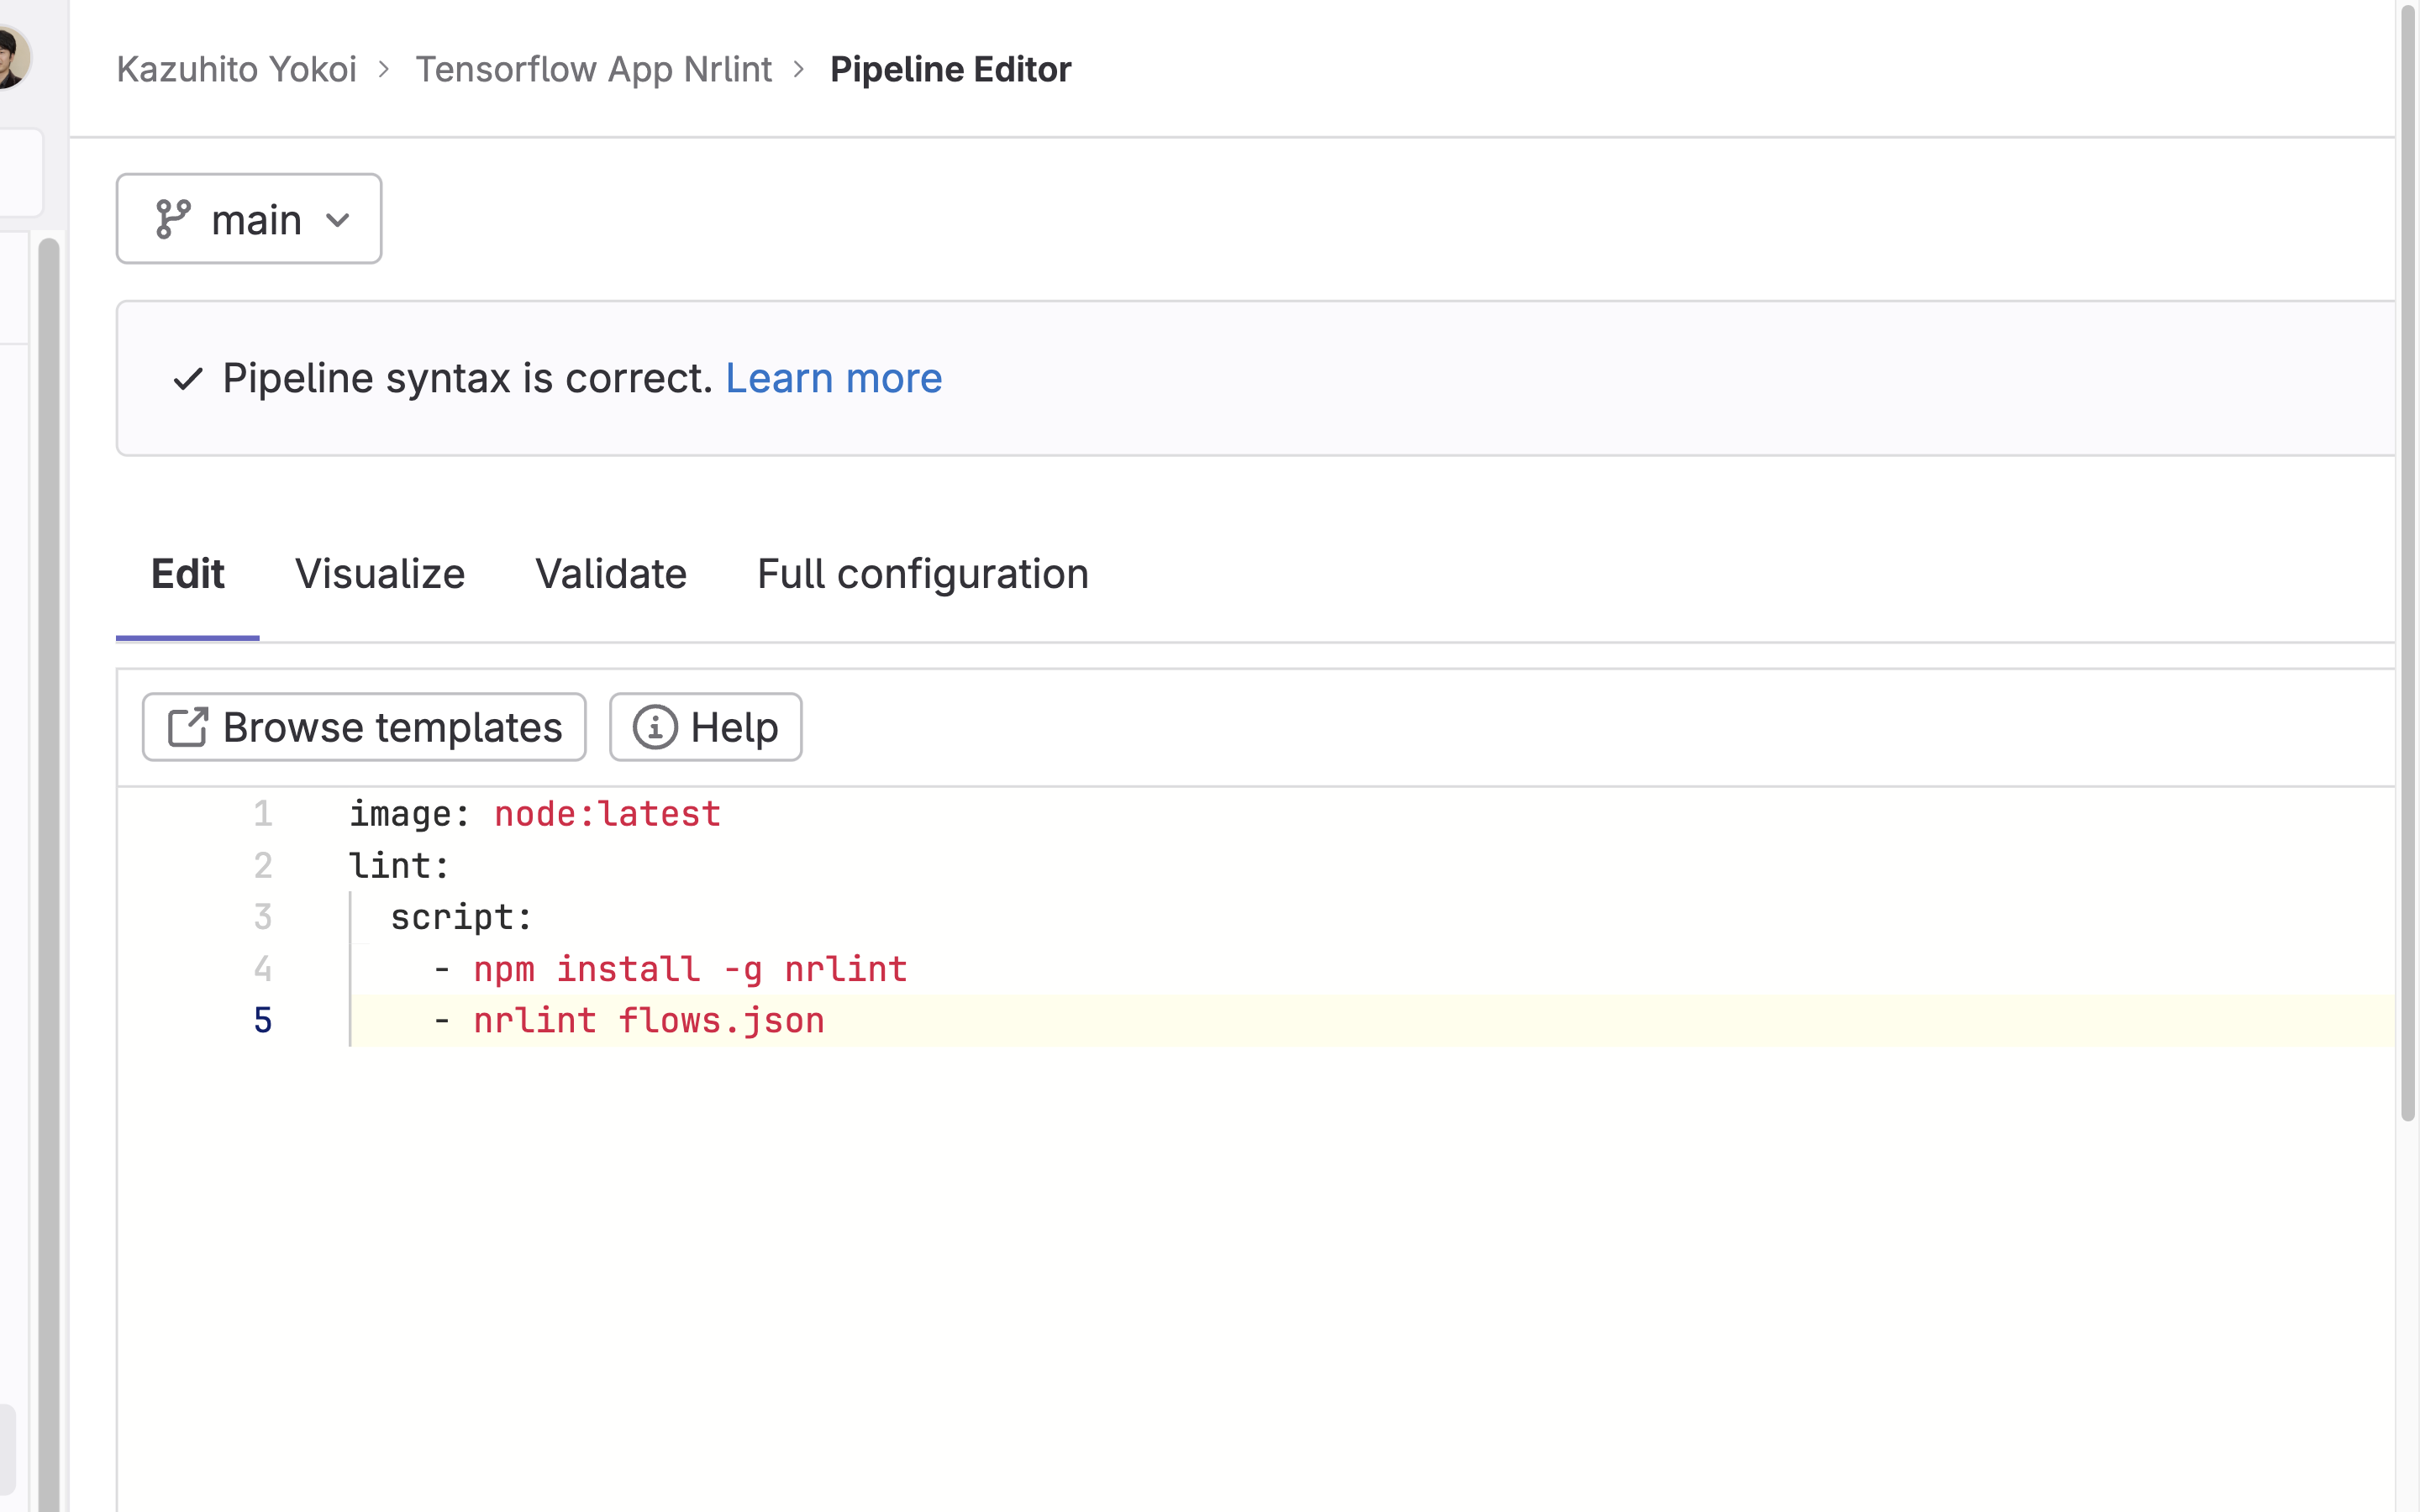 Kazuhito Yokoi > Tensorflow App Nrlint > Pipeline Editor
main
Pipeline syntax is correct. Learn more
Edit Visualize Validate Full configuration
Browse templates Help
1 image: node:latest
2 lint:
3   script:
4     - npm install -g nrlint
5     - nrlint flows.json